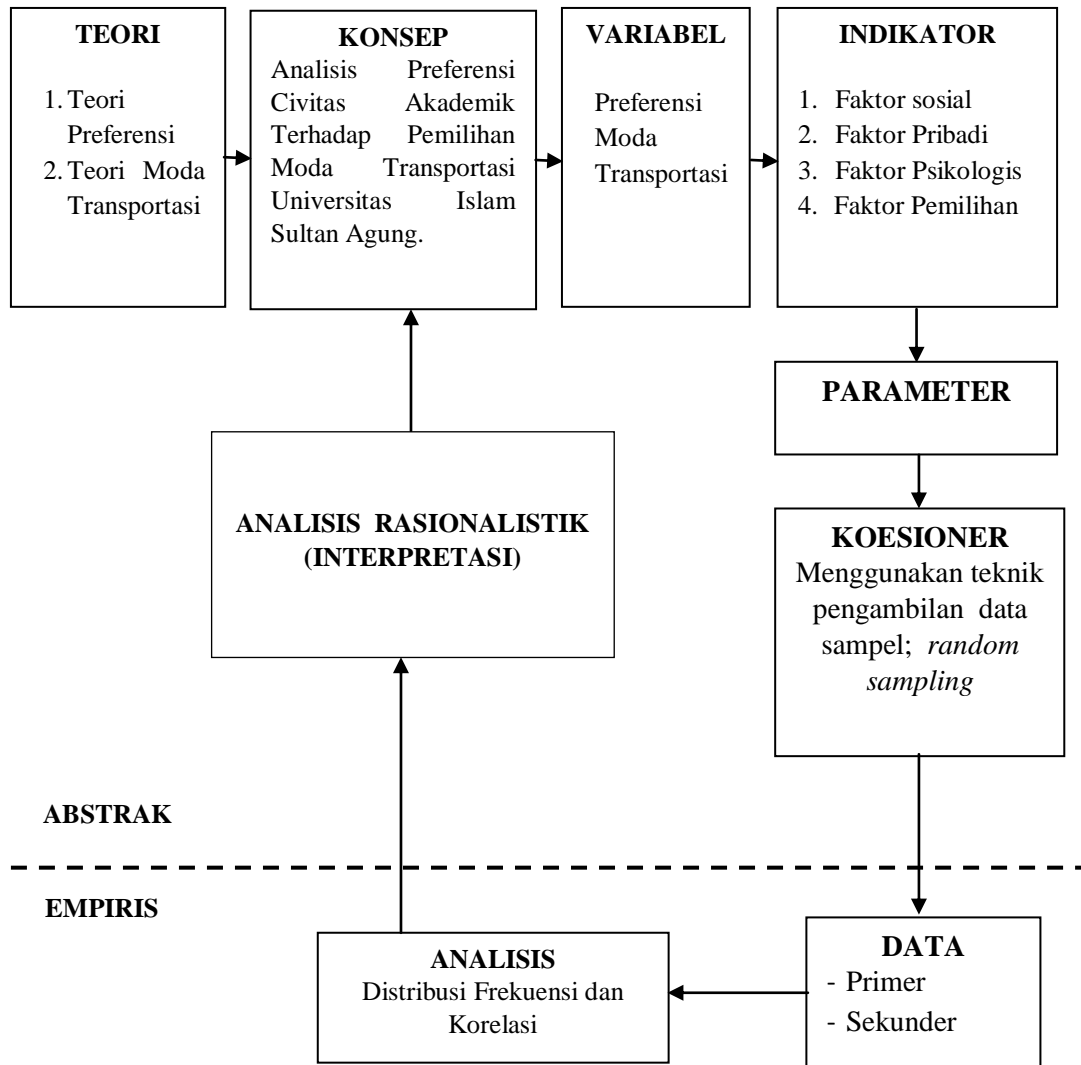 TEORI
1. Teori
Preferensi
2. Teori Moda
Transportasi
KONSEP
Analisis Preferensi
Civitas Akademik
Terhadap Pemilihan
Moda Transportasi
Universitas Islam
Sultan Agung.
VARIABEL
Preferensi
Moda
Transportasi
INDIKATOR
1. Faktor sosial
2. Faktor Pribadi
3. Faktor Psikologis
4. Faktor Pemilihan
PARAMETER
ANALISIS RASIONALISTIK
(INTERPRETASI)
KOESIONER
Menggunakan teknik
pengambilan data
sampel; random
sampling
ABSTRAK
EMPIRIS
ANALISIS
Distribusi Frekuensi dan
Korelasi
DATA
- Primer
- Sekunder